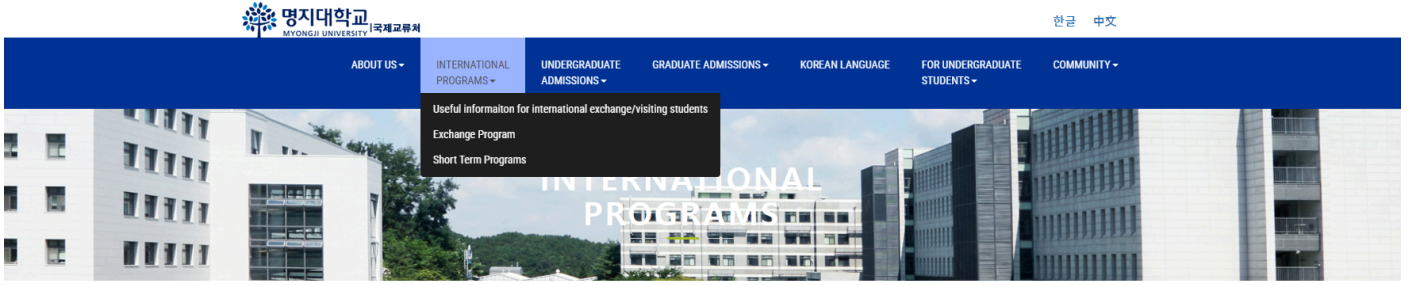 명지대학교
MYONGJI UNIVERSITY
국제교류처
한글 中文
ABOUT US
INTERNATIONAL
PROGRAMS
UNDERGRADUATE
ADMISSIONS
GRADUATE ADMISSIONS
KOREAN LANGUAGE
FOR UNDERGRADUATE
STUDENTS
COMMUNITY
Useful informaiton for international exchange/visiting students
Exchange Program
Short Term Programs
INTERNATIONAL
PROGRAMS